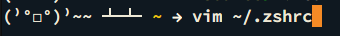 (╯°□°)╯~~ ┻━┻ ~ → vim ~/.zshrc